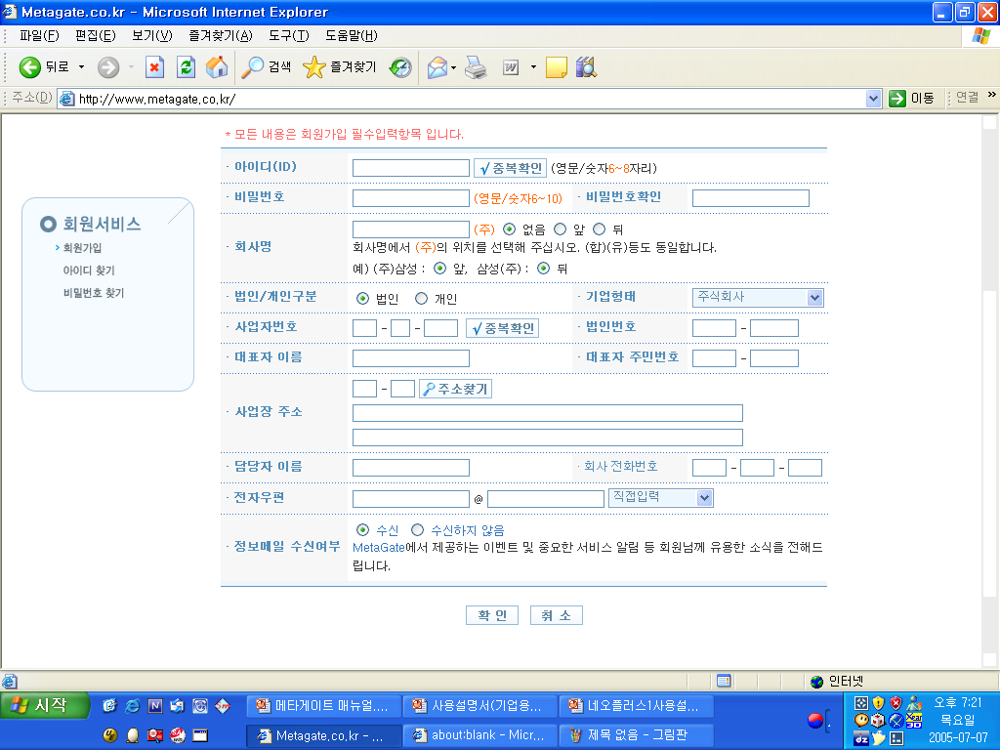 Metagate.co.kr - Microsoft Internet Explorer
파일(F) 편집(E) 보기(V) 즐겨찾기(A) 도구(T) 도움말(H)
뒤로 검색 즐겨찾기
주소(D) http://www.metagate.co.kr/ 이동 연결 »
* 모든 내용은 회원가입 필수입력항목 입니다.
회원서비스
회원가입
아이디 찾기
비밀번호 찾기
· 아이디(ID) √중복확인 (영문/숫자6~8자리)
· 비밀번호 (영문/숫자6~10) · 비밀번호확인
· 회사명 (주) 없음 앞 뒤
회사명에서 (주)의 위치를 선택해 주십시오. (합)(유)등도 동일합니다.
예) (주)삼성 : 앞, 삼성(주) : 뒤
· 법인/개인구분 법인 개인 · 기업형태 주식회사
· 사업자번호 - - √중복확인 · 법인번호 -
· 대표자 이름 · 대표자 주민번호 -
· 사업장 주소 - 주소찾기
· 담당자 이름 · 회사 전화번호 - -
· 전자우편 @ 직접입력
· 정보메일 수신여부 수신 수신하지 않음
MetaGate에서 제공하는 이벤트 및 중요한 서비스 알림 등 회원님께 유용한 소식을 전해드
립니다.
확 인 취 소
인터넷
시작 메타게이트 매뉴얼,... 사용설명서(기업용... 네오플러스1사용설... 오후 7:21
목요일
Metagate.co.kr - ... about:blank - Micr... 제목 없음 - 그림판 2005-07-07